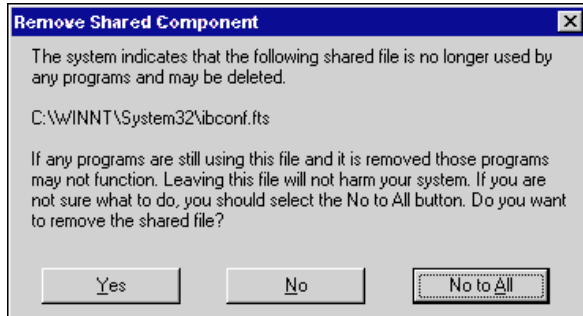 Remove Shared Component
The system indicates that the following shared file is no longer used by
any programs and may be deleted.
C:\WINNT\System32\ibconf.fts
If any programs are still using this file and it is removed those programs
may not function. Leaving this file will not harm your system. If you are
not sure what to do, you should select the No to All button. Do you want
to remove the shared file?
Yes
No
No to All